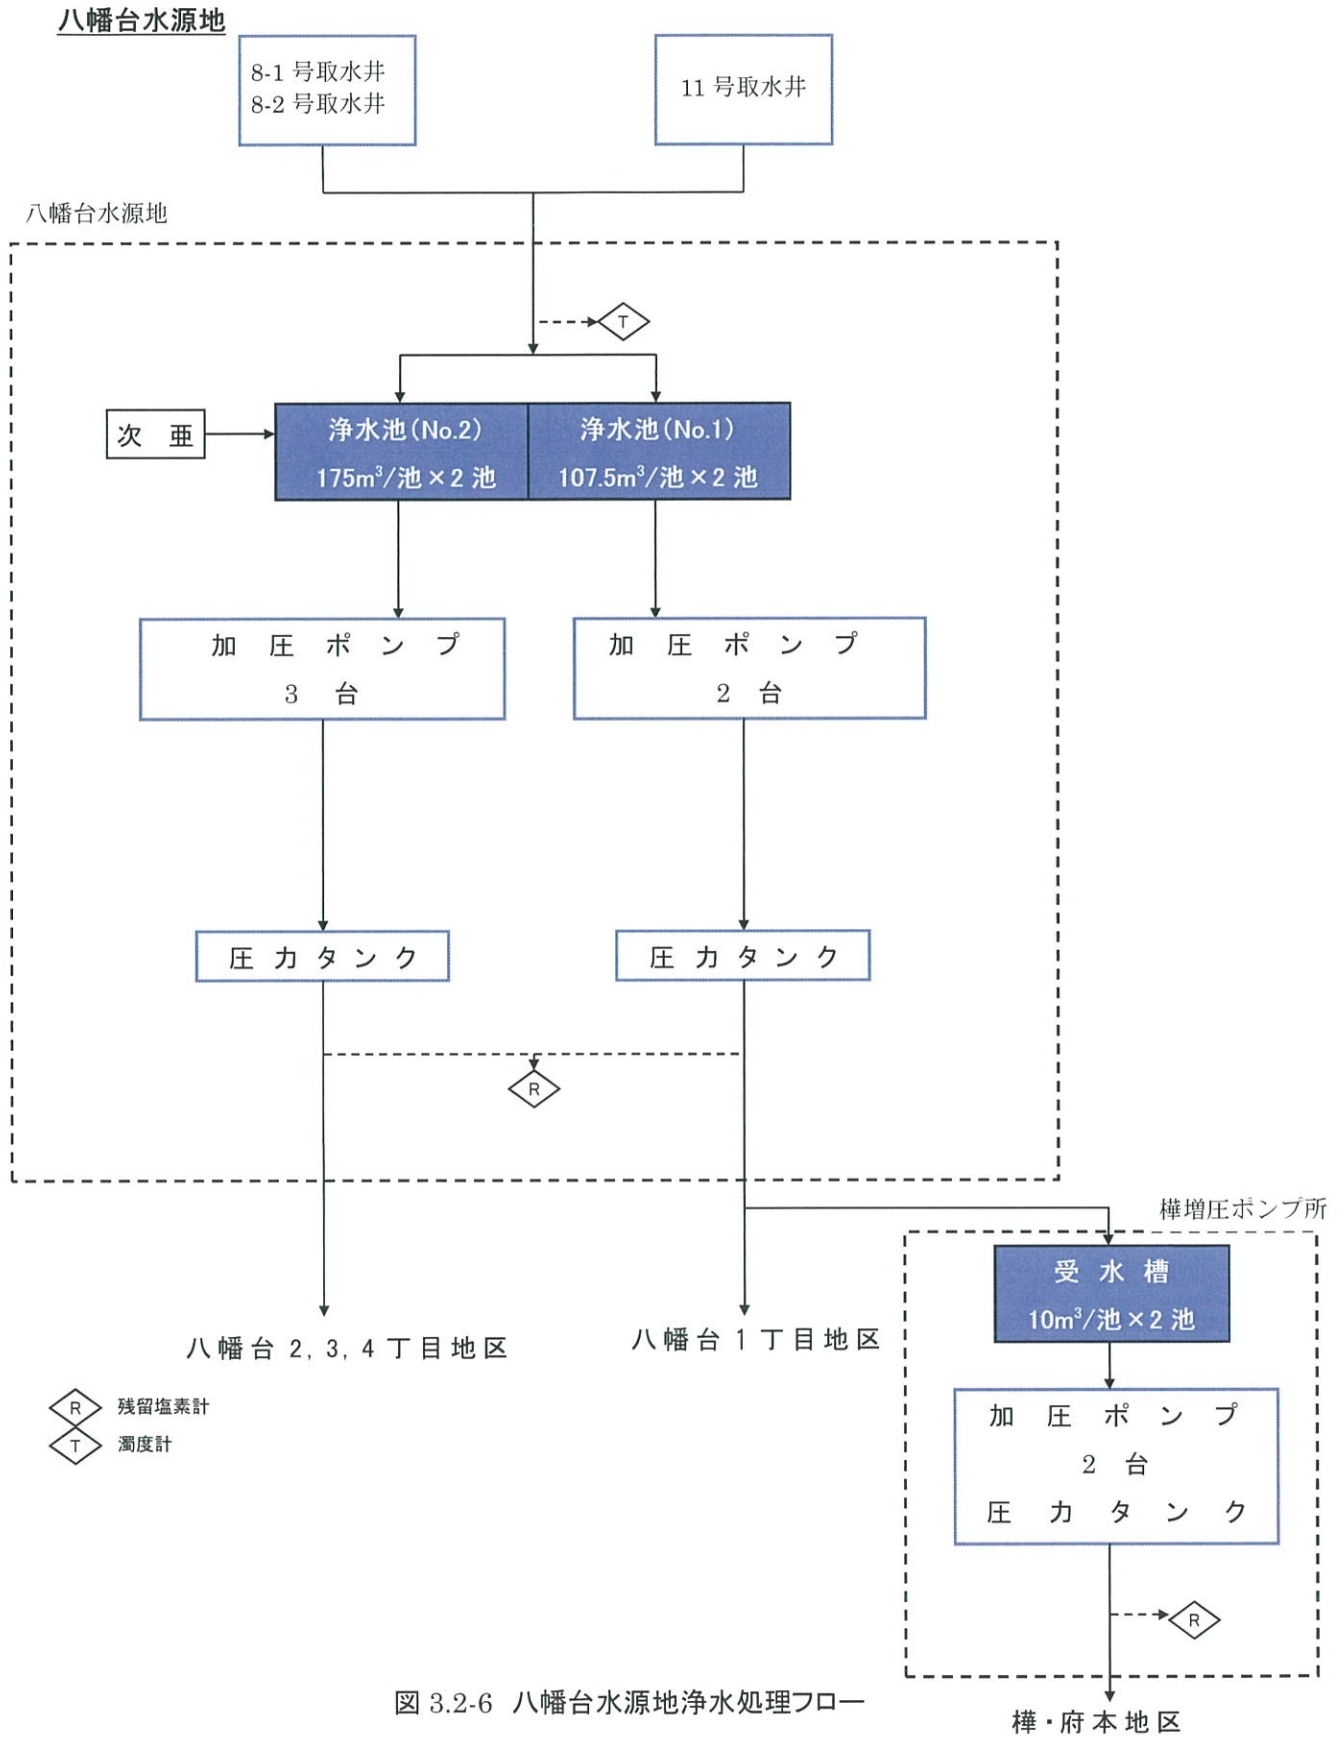 八幡台水源地
8-1 号取水井
8-2 号取水井
11 号取水井
八幡台水源地
T
次 亜
浄水池(No.2)
175m³/池×2 池
浄水池(No.1)
107.5m³/池×2 池
加 圧 ポ ン プ
3 台
加 圧 ポ ン プ
2 台
圧 力 タ ン ク
圧 力 タ ン ク
R
樺増圧ポンプ所
受 水 槽
10m³/池×2 池
八幡台 2, 3, 4 丁目地区
八幡台 1 丁目地区
R 残留塩素計
T 濁度計
加 圧 ポ ン プ
2 台
圧 力 タ ン ク
R
図 3.2-6 八幡台水源地浄水処理フロー
樺・府本地区